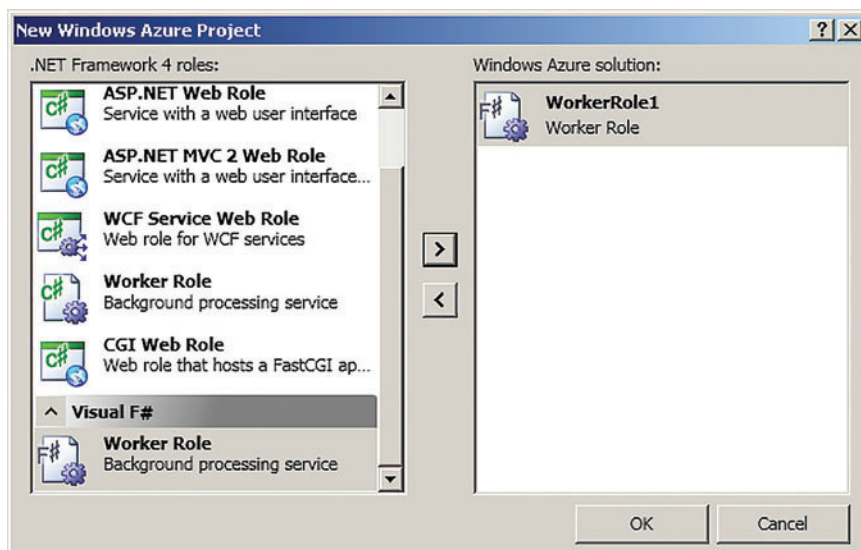 New Windows Azure Project
.NET Framework 4 roles:
ASP.NET Web Role
Service with a web user interface
ASP.NET MVC 2 Web Role
Service with a web user interface...
WCF Service Web Role
Web role for WCF services
Worker Role
Background processing service
CGI Web Role
Web role that hosts a FastCGI ap...
Visual F#
Worker Role
Background processing service
Windows Azure solution:
WorkerRole1
Worker Role
OK
Cancel